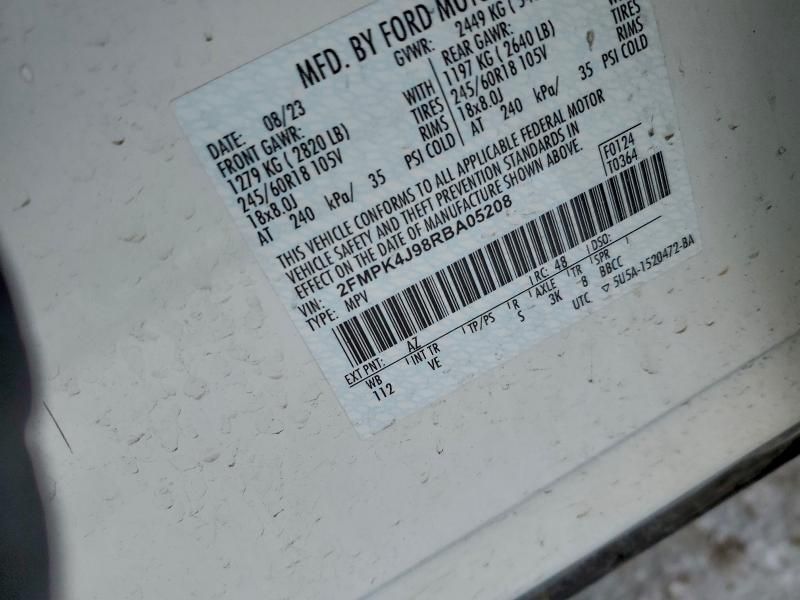 MFD. BY FORD MOTO
DATE: 08/23
GVWR: 2449 KG
FRONT GAWR:
1279 KG (2820 LB)
245/60R18 105V
18x8.0J
AT 240 kPa/ 35 PSI COLD
WITH
TIRES
RIMS
REAR GAWR:
1197 KG (2640 LB)
245/60R18 105V
18x8.0J
AT 240 kPa/ 35 PSI COLD
TIRES
RIMS
THIS VEHICLE CONFORMS TO ALL APPLICABLE FEDERAL MOTOR
VEHICLE SAFETY AND THEFT PREVENTION STANDARDS IN
EFFECT ON THE DATE OF MANUFACTURE SHOWN ABOVE.
VIN: 2FMPK4J98RBA05208
TYPE: MPV
F0124
T0364
EXT PNT: AZ RC: 48 DSO:
WB INT TR TP/PS R AXLE TR SPR
112 VE S 3K 8 BBCC
UTC ▽ 5U5A-1520472-BA